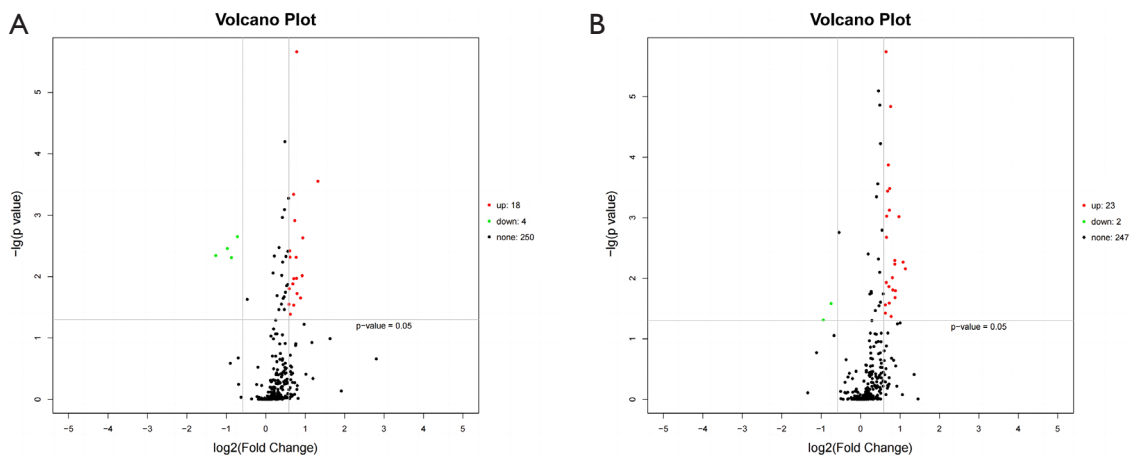 A
Volcano Plot
−lg(p value)
5
4
3
2
1
0
p−value = 0.05
−5 −4 −3 −2 −1 0 1 2 3 4 5
log2(Fold Change)
up: 18
down: 4
none: 250
B
Volcano Plot
−lg(p value)
5
4
3
2
1
0
p−value = 0.05
−5 −4 −3 −2 −1 0 1 2 3 4 5
log2(Fold Change)
up: 23
down: 2
none: 247